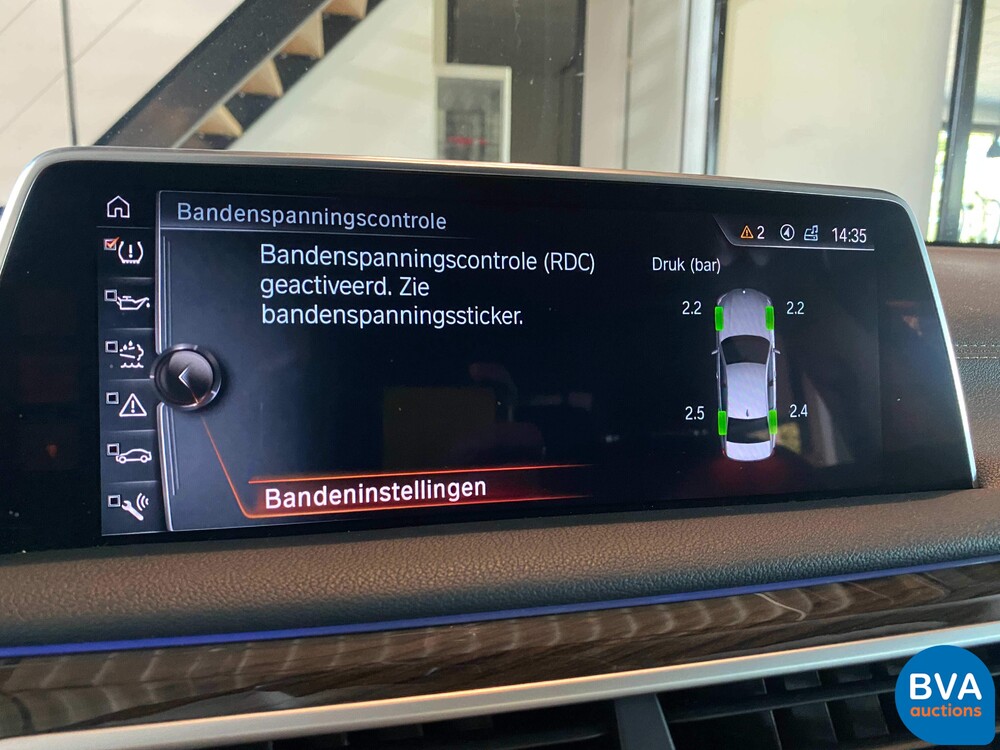 Bandenspanningscontrole
2 14:35
Bandenspanningscontrole (RDC)
geactiveerd. Zie
bandenspanningssticker.
Druk (bar)
2.2 2.2
2.5 2.4
Bandeninstellingen
BVA
auctions